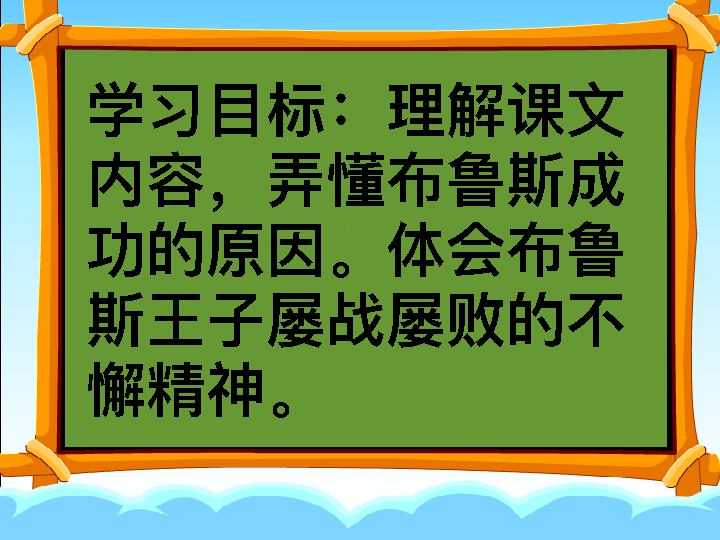 学习目标：理解课文
内容，弄懂布鲁斯成
功的原因。体会布鲁
斯王子屡战屡败的不
懈精神。